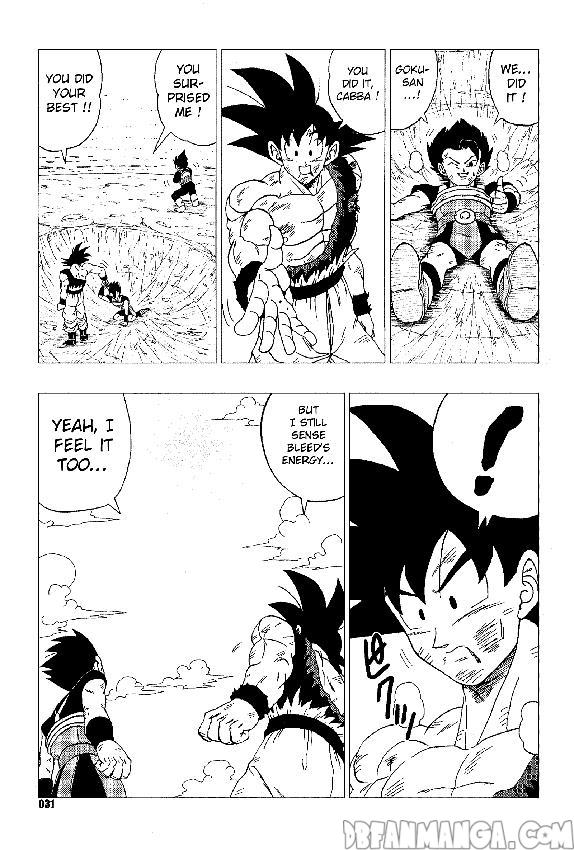 WE...
DID
IT !
GOKU-
SAN
...!
YOU
DID IT,
CABBA !
YOU
SUR-
PRISED
ME !
YOU DID
YOUR
BEST !!
!
BUT
I STILL
SENSE
BLEED'S
ENERGY...
YEAH, I
FEEL IT
TOO...
031
DBFANMANGA.COM